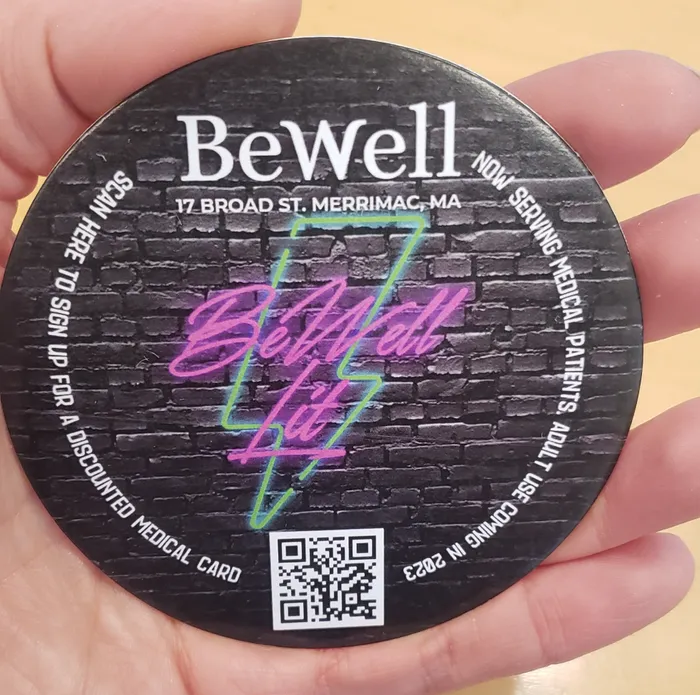 BeWell
17 BROAD ST. MERRIMAC, MA
BeWell
Lit
SCAN HERE TO SIGN UP FOR A DISCOUNTED MEDICAL CARD
NOW SERVING MEDICAL PATIENTS. ADULT USE COMING IN 2023